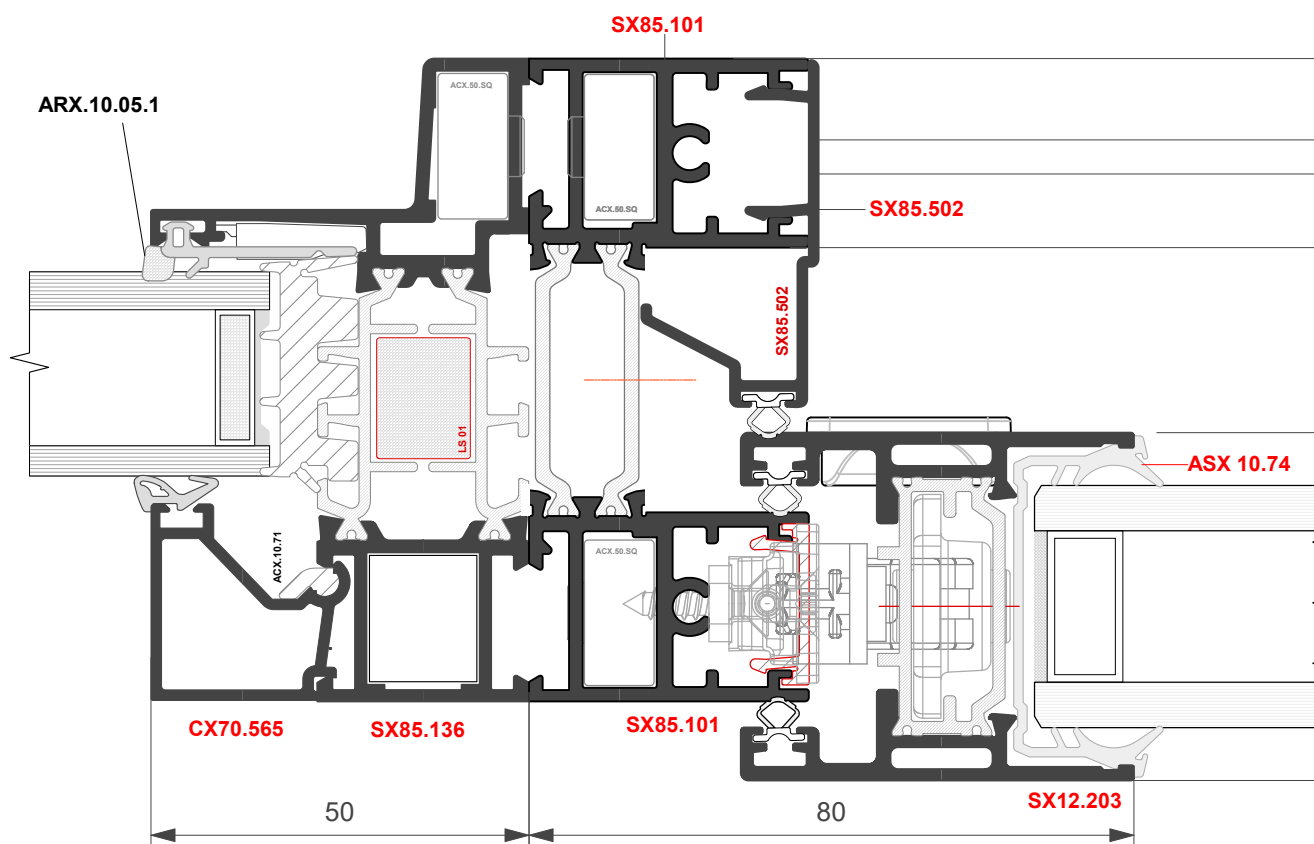 SX85.101
ACX.50.SQ
ARX.10.05.1
ACX.50.SQ
SX85.502
SX85.502
LS 01
ASX 10.74
ACX.10.71
ACX.50.SQ
CX70.565
SX85.136
SX85.101
SX12.203
50
80